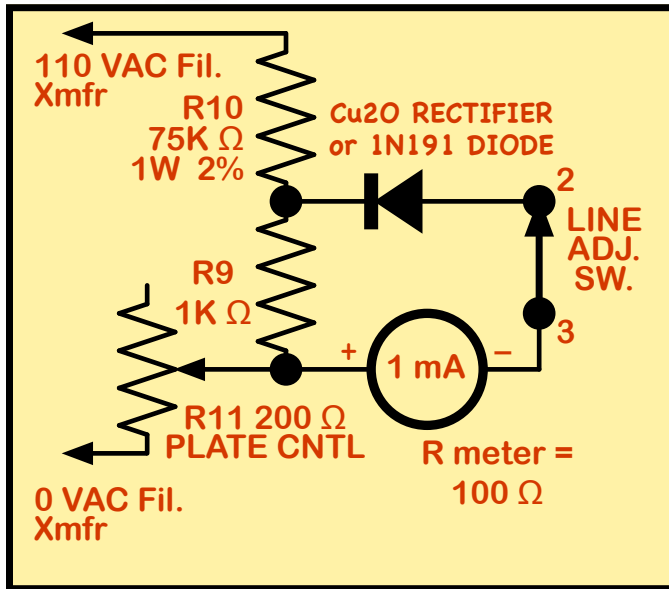 110 VAC Fil.
Xmfr
R10
75K Ω
1W 2%
Cu2O RECTIFIER
or 1N191 DIODE
2
LINE
ADJ.
SW.
R9
1K Ω
3
+
1 mA
–
R11 200 Ω
PLATE CNTL
R meter =
100 Ω
0 VAC Fil.
Xmfr